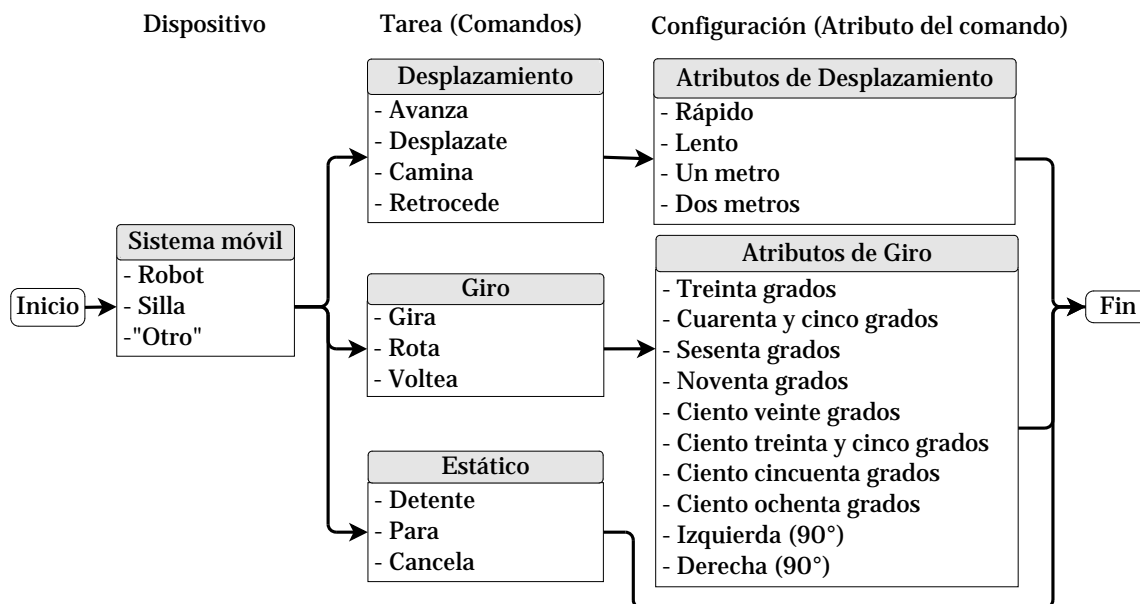 Dispositivo
Tarea (Comandos)
Configuración (Atributo del comando)
Inicio
Sistema móvil
- Robot
- Silla
-"Otro"
Desplazamiento
- Avanza
- Desplazate
- Camina
- Retrocede
Giro
- Gira
- Rota
- Voltea
Estático
- Detente
- Para
- Cancela
Atributos de Desplazamiento
- Rápido
- Lento
- Un metro
- Dos metros
Atributos de Giro
- Treinta grados
- Cuarenta y cinco grados
- Sesenta grados
- Noventa grados
- Ciento veinte grados
- Ciento treinta y cinco grados
- Ciento cincuenta grados
- Ciento ochenta grados
- Izquierda (90°)
- Derecha (90°)
Fin